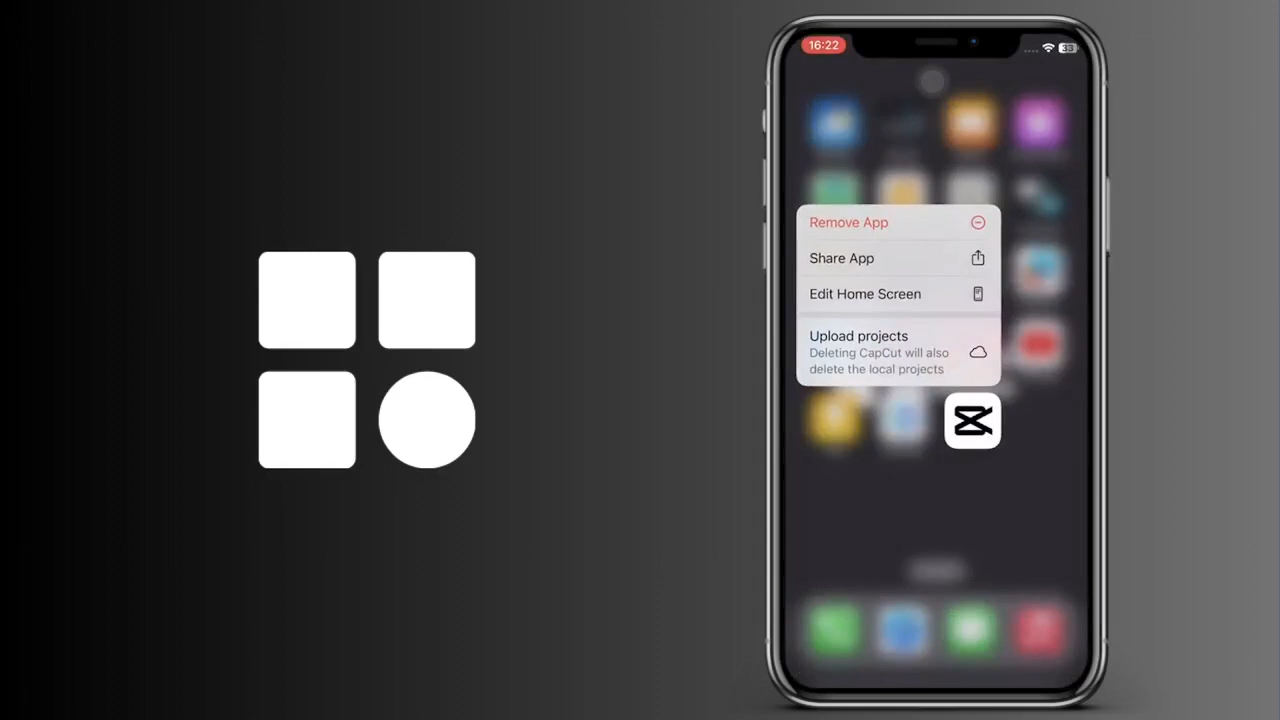 16:22
33
Remove App
Share App
Edit Home Screen
Upload projects
Deleting CapCut will also
delete the local projects